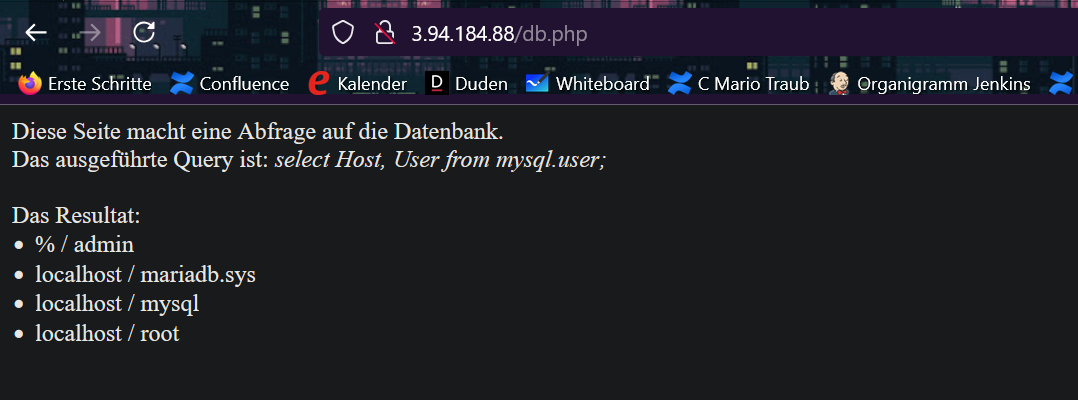 3.94.184.88/db.php
Erste Schritte Confluence Kalender Duden Whiteboard C Mario Traub Organigramm Jenkins
Diese Seite macht eine Abfrage auf die Datenbank.
Das ausgeführte Query ist: select Host, User from mysql.user;
Das Resultat:
• % / admin
• localhost / mariadb.sys
• localhost / mysql
• localhost / root